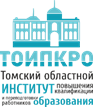 ТОИПКРО
Томский областной
ИНСТИТУТ ПОВЫШЕНИЯ КВАЛИФИКАЦИИ
и переподготовки работников ОБРАЗОВАНИЯ